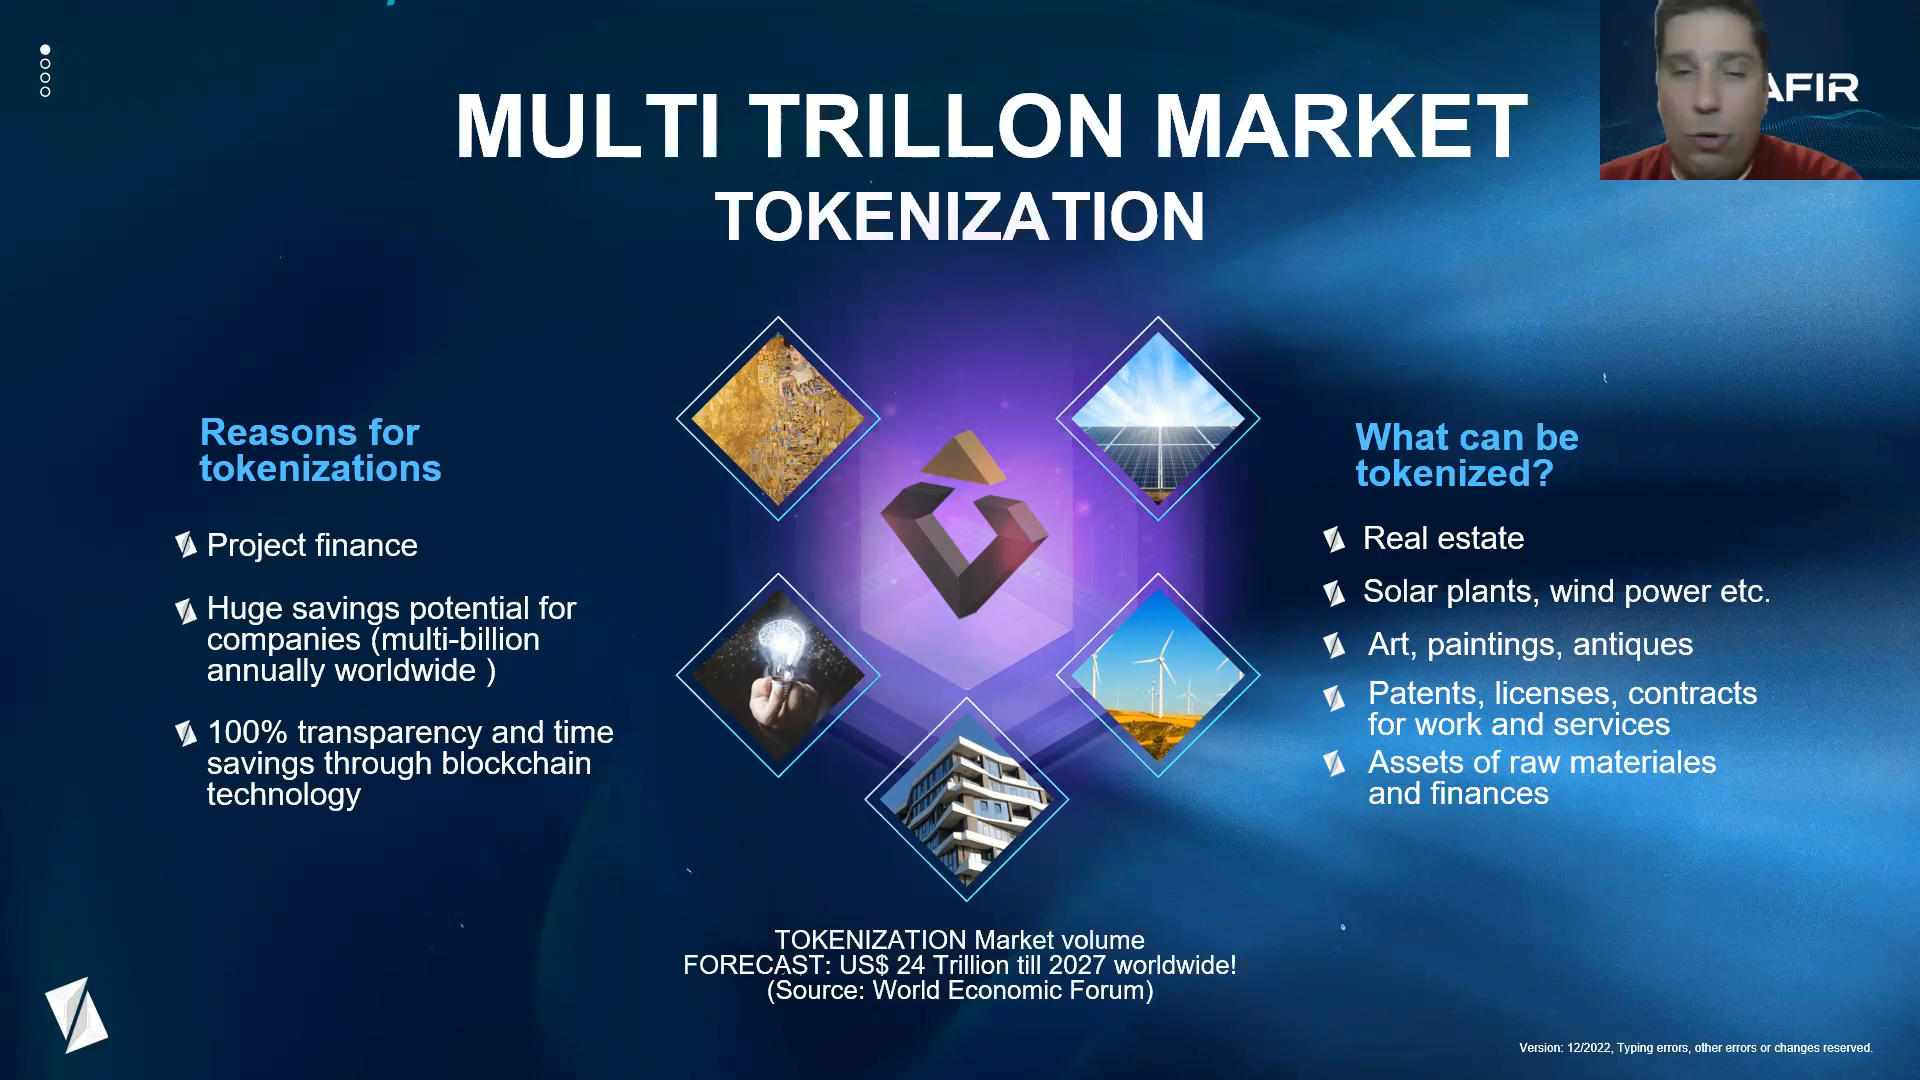 MULTI TRILLON MARKET
TOKENIZATION
AFIR
Reasons for
tokenizations
Project finance
Huge savings potential for
companies (multi-billion
annually worldwide )
100% transparency and time
savings through blockchain
technology
What can be
tokenized?
Real estate
Solar plants, wind power etc.
Art, paintings, antiques
Patents, licenses, contracts
for work and services
Assets of raw materiales
and finances
TOKENIZATION Market volume
FORECAST: US$ 24 Trillion till 2027 worldwide!
(Source: World Economic Forum)
Version: 12/2022, Typing errors, other errors or changes reserved.